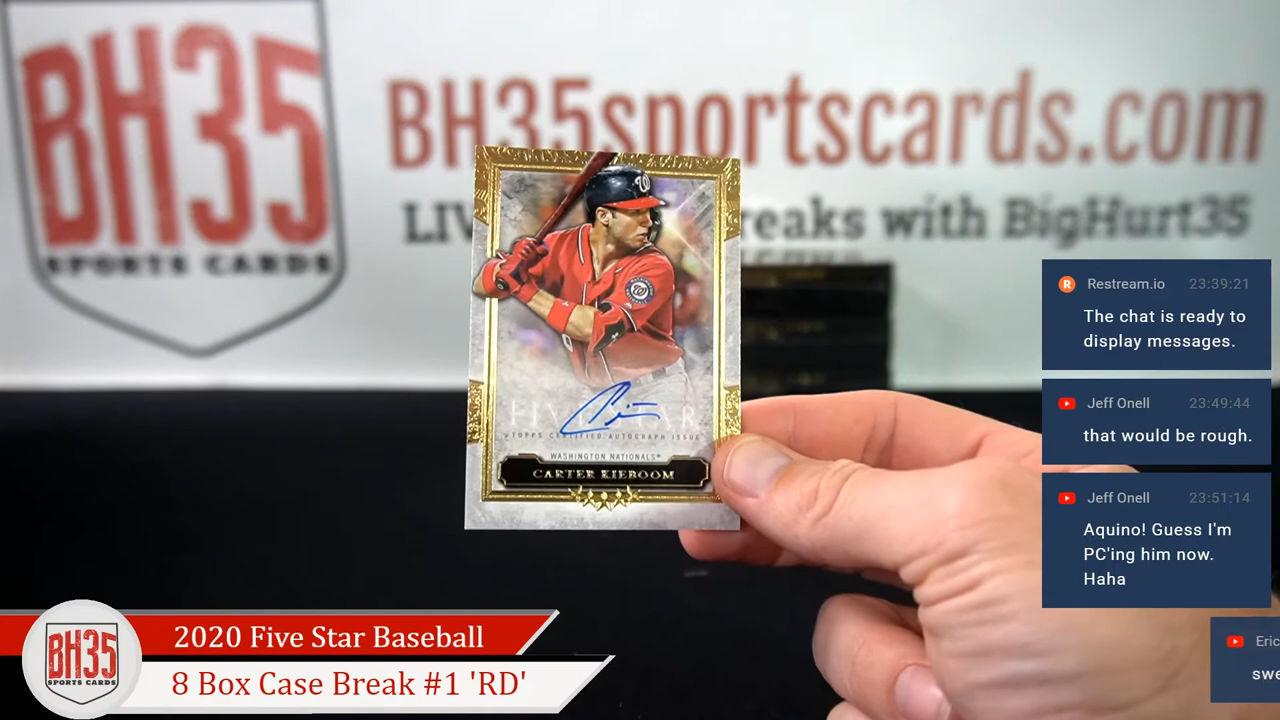 BH35
SPORTS CARDS
BH35sportscards.com
LIV reaks with BigHurt35
W
FIVE STAR
TOPPS CERTIFIED AUTOGRAPH ISSUE
WASHINGTON NATIONALS®
CARTER KIEBOOM
Restream.io 23:39:21
The chat is ready to
display messages.
Jeff Onell 23:49:44
that would be rough.
Jeff Onell 23:51:14
Aquino! Guess I'm
PC'ing him now.
Haha
Eric
swe
BH35
SPORTS CARDS
2020 Five Star Baseball
8 Box Case Break #1 'RD'